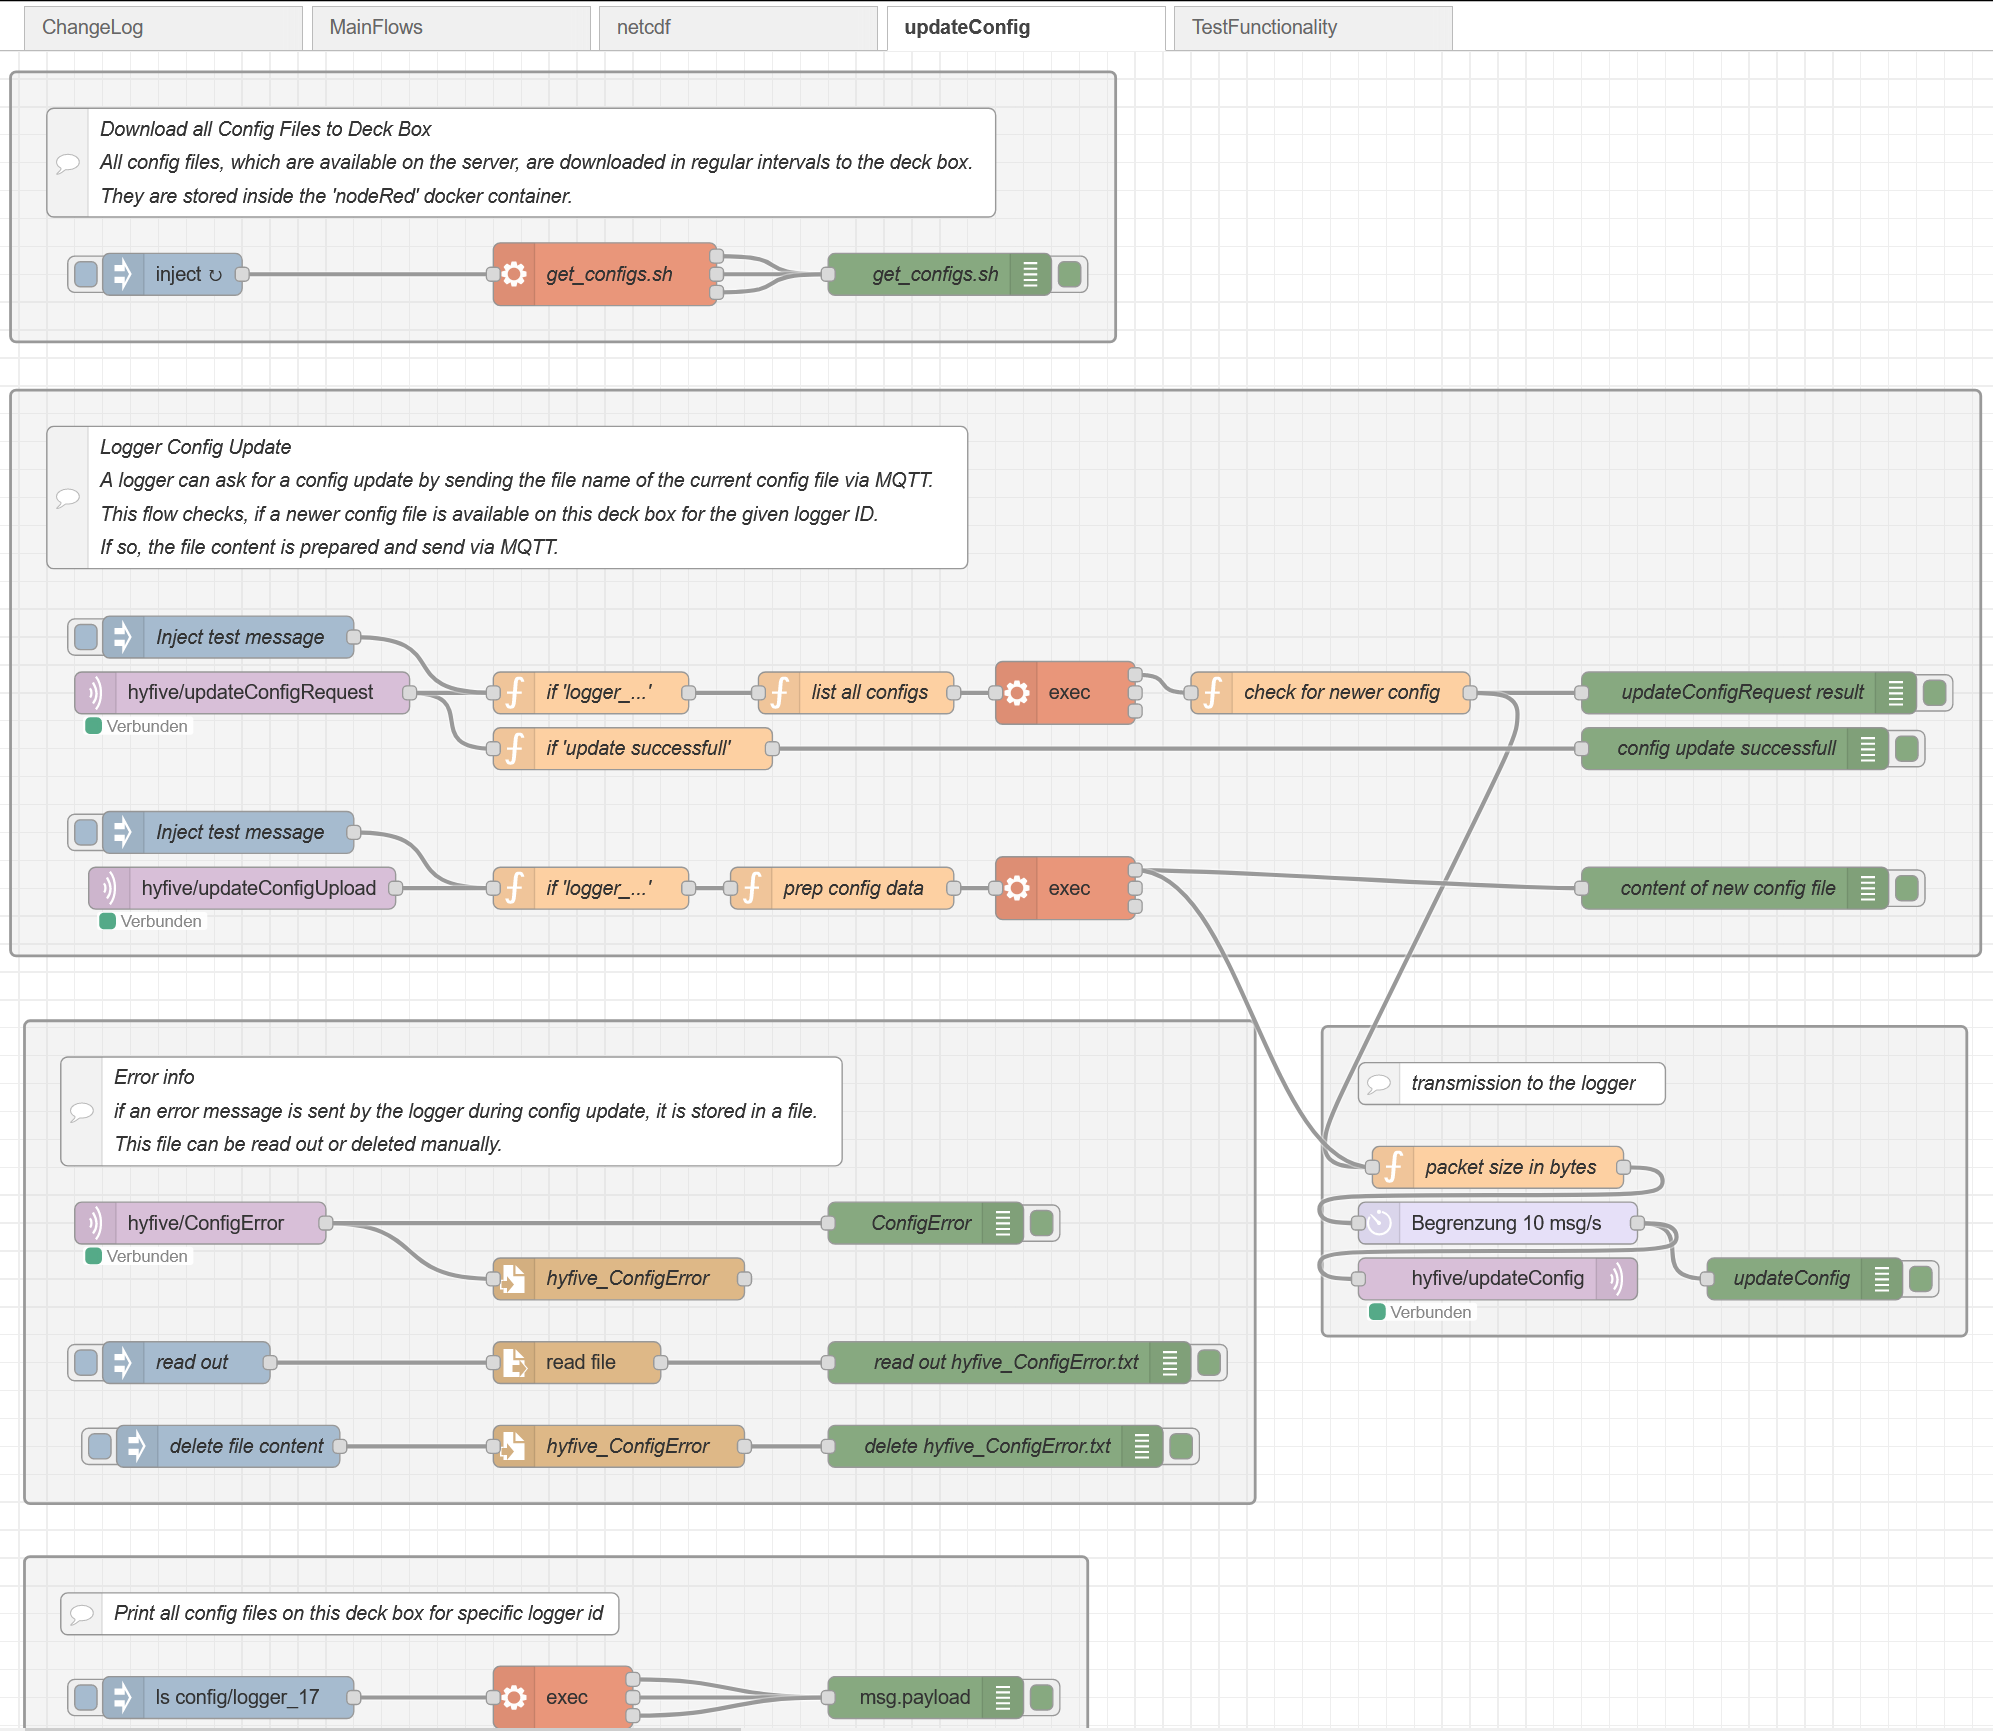 ChangeLog
MainFlows
netcdf
updateConfig
TestFunctionality
Download all Config Files to Deck Box
All config files, which are available on the server, are downloaded in regular intervals to the deck box.
They are stored inside the 'nodeRed' docker container.
inject ↻
get_configs.sh
get_configs.sh
Logger Config Update
A logger can ask for a config update by sending the file name of the current config file via MQTT.
This flow checks, if a newer config file is available on this deck box for the given logger ID.
If so, the file content is prepared and send via MQTT.
Inject test message
hyfive/updateConfigRequest
if 'logger_...'
list all configs
exec
check for newer config
updateConfigRequest result
Verbunden
if 'update successfull'
config update successfull
Inject test message
hyfive/updateConfigUpload
if 'logger_...'
prep config data
exec
content of new config file
Verbunden
Error info
if an error message is sent by the logger during config update, it is stored in a file.
This file can be read out or deleted manually.
hyfive/ConfigError
ConfigError
Verbunden
hyfive_ConfigError
read out
read file
read out hyfive_ConfigError.txt
delete file content
hyfive_ConfigError
delete hyfive_ConfigError.txt
transmission to the logger
packet size in bytes
Begrenzung 10 msg/s
hyfive/updateConfig
updateConfig
Verbunden
Print all config files on this deck box for specific logger id
ls config/logger_17
exec
msg.payload